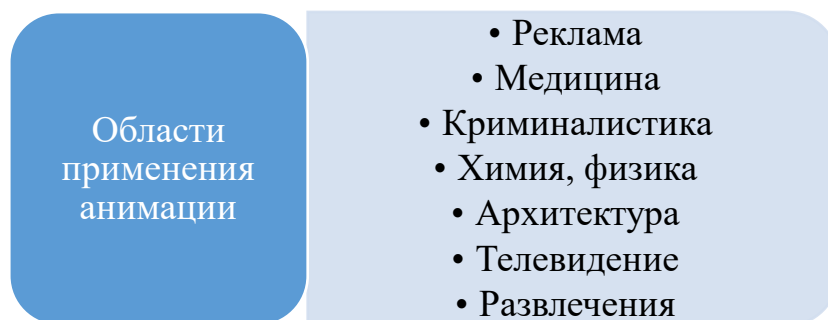 Области
применения
анимации
• Реклама
• Медицина
• Криминалистика
• Химия, физика
• Архитектура
• Телевидение
• Развлечения